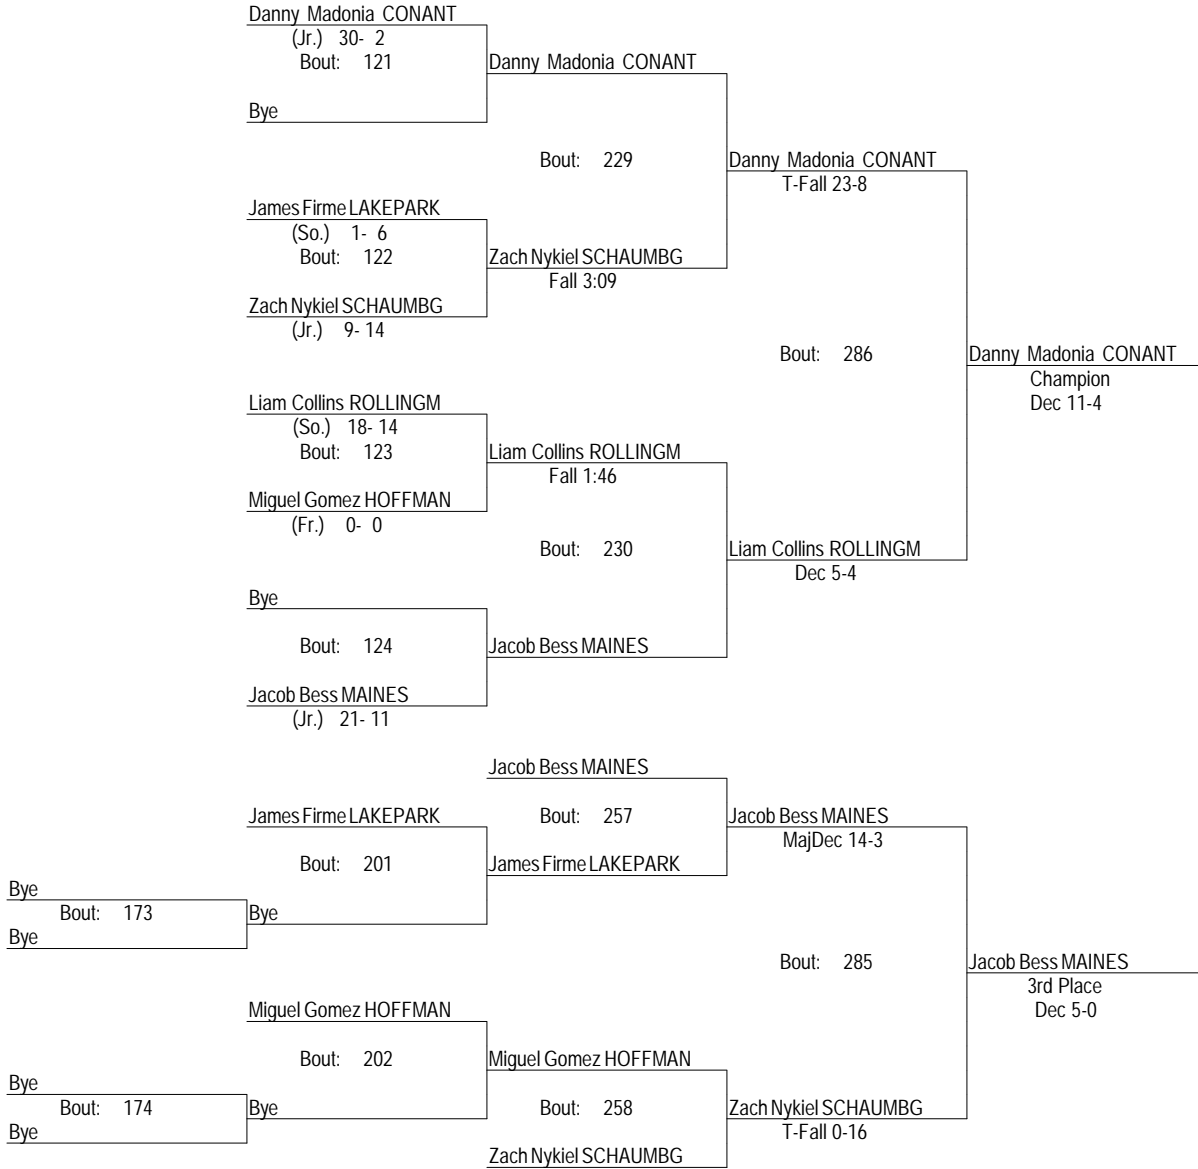 Danny Madonia CONANT
(Jr.) 30- 2
Bout: 121
Danny Madonia CONANT
Bye
Bout: 229
Danny Madonia CONANT
T-Fall 23-8
James Firme LAKEPARK
(So.) 1- 6
Bout: 122
Zach Nykiel SCHAUMBG
Fall 3:09
Zach Nykiel SCHAUMBG
(Jr.) 9- 14
Bout: 286
Danny Madonia CONANT
Champion
Dec 11-4
Liam Collins ROLLINGM
(So.) 18- 14
Bout: 123
Liam Collins ROLLINGM
Fall 1:46
Miguel Gomez HOFFMAN
(Fr.) 0- 0
Bout: 230
Liam Collins ROLLINGM
Dec 5-4
Bye
Bout: 124
Jacob Bess MAINES
Jacob Bess MAINES
(Jr.) 21- 11
Jacob Bess MAINES
James Firme LAKEPARK
Bout: 257
Jacob Bess MAINES
MajDec 14-3
Bout: 201
James Firme LAKEPARK
Bye
Bout: 173
Bye
Bye
Bout: 285
Jacob Bess MAINES
3rd Place
Dec 5-0
Miguel Gomez HOFFMAN
Bout: 202
Miguel Gomez HOFFMAN
Bye
Bout: 174
Bye
Bye
Bout: 258
Zach Nykiel SCHAUMBG
T-Fall 0-16
Zach Nykiel SCHAUMBG